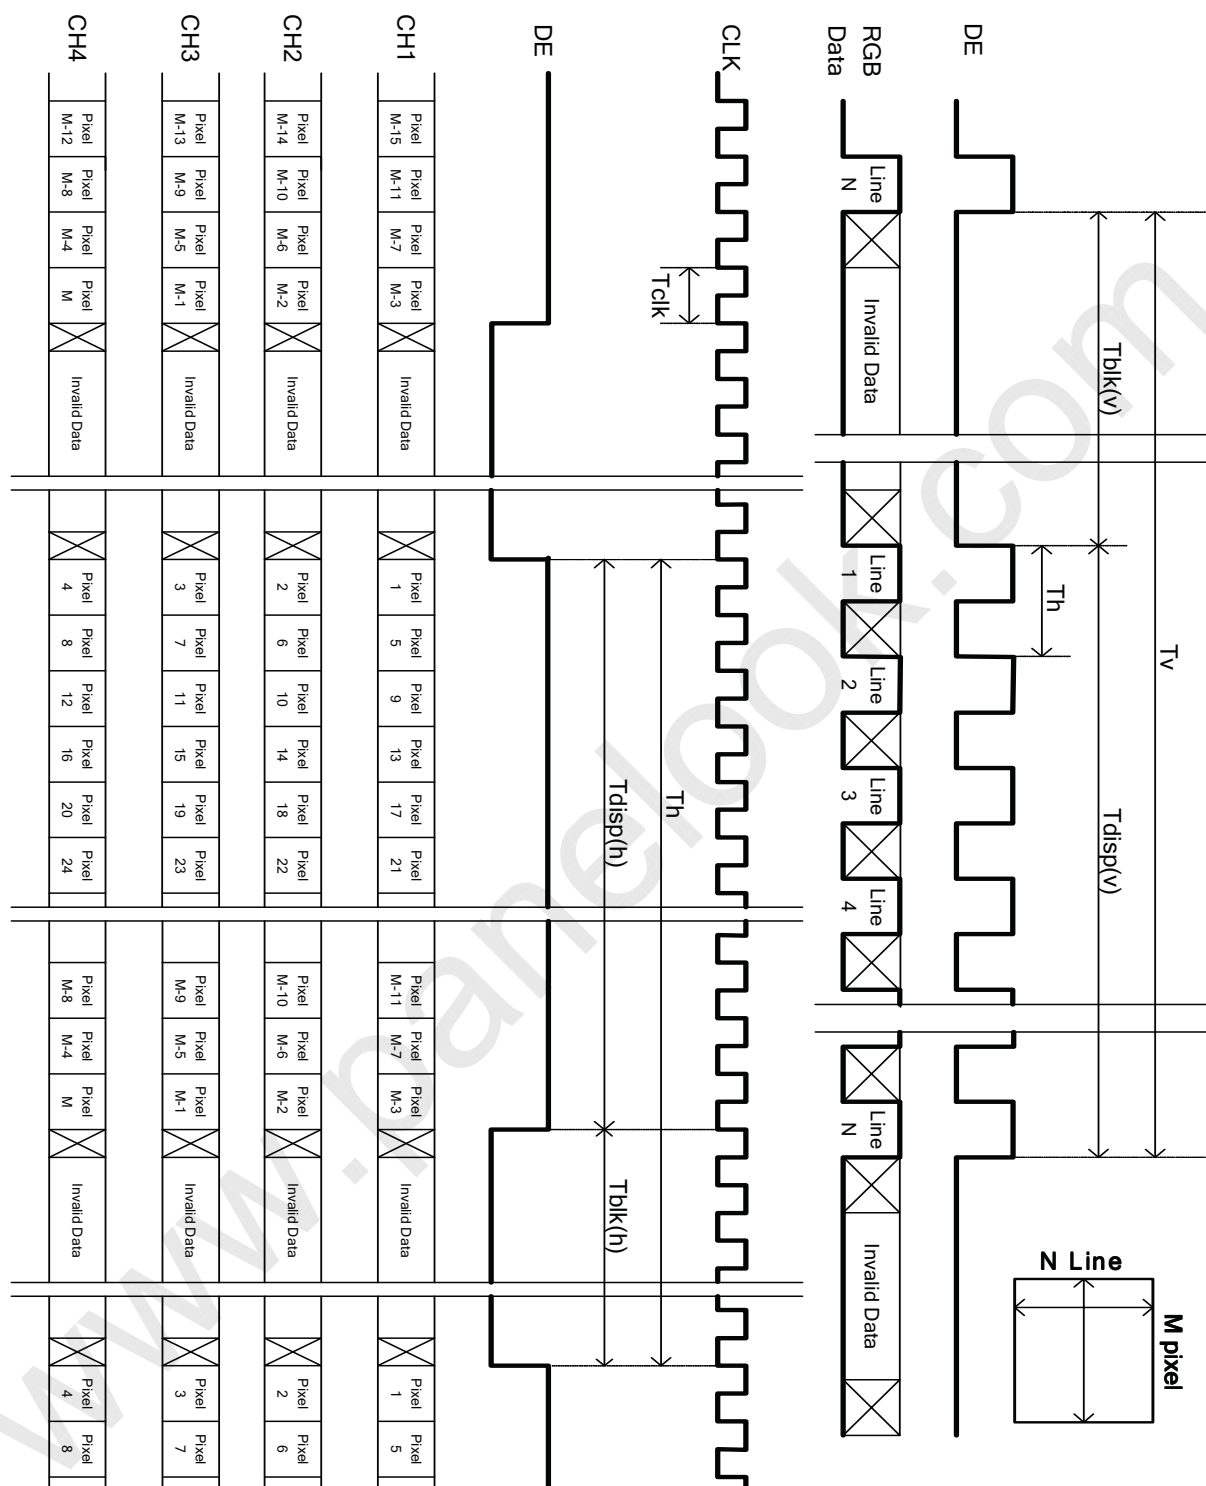 DE
RGB
Data
Line
N
Invalid Data
Line
1
Line
2
Line
3
Line
4
Line
N
Invalid Data
Tv
Tblk(v)
Tdisp(v)
Th
N Line
M pixel
CLK
Tclk
DE
Th
Tdisp(h)
Tblk(h)
CH1
Pixel
M-15
Pixel
M-11
Pixel
M-7
Pixel
M-3
Invalid Data
Pixel
1
Pixel
5
Pixel
9
Pixel
13
Pixel
17
Pixel
21
Pixel
M-11
Pixel
M-7
Pixel
M-3
Invalid Data
Pixel
1
Pixel
5
CH2
Pixel
M-14
Pixel
M-10
Pixel
M-6
Pixel
M-2
Invalid Data
Pixel
2
Pixel
6
Pixel
10
Pixel
14
Pixel
18
Pixel
22
Pixel
M-10
Pixel
M-6
Pixel
M-2
Invalid Data
Pixel
2
Pixel
6
CH3
Pixel
M-13
Pixel
M-9
Pixel
M-5
Pixel
M-1
Invalid Data
Pixel
3
Pixel
7
Pixel
11
Pixel
15
Pixel
19
Pixel
23
Pixel
M-9
Pixel
M-5
Pixel
M-1
Invalid Data
Pixel
3
Pixel
7
CH4
Pixel
M-12
Pixel
M-8
Pixel
M-4
Pixel
M
Invalid Data
Pixel
4
Pixel
8
Pixel
12
Pixel
16
Pixel
20
Pixel
24
Pixel
M-8
Pixel
M-4
Pixel
M
Invalid Data
Pixel
4
Pixel
8
www.panelook.com